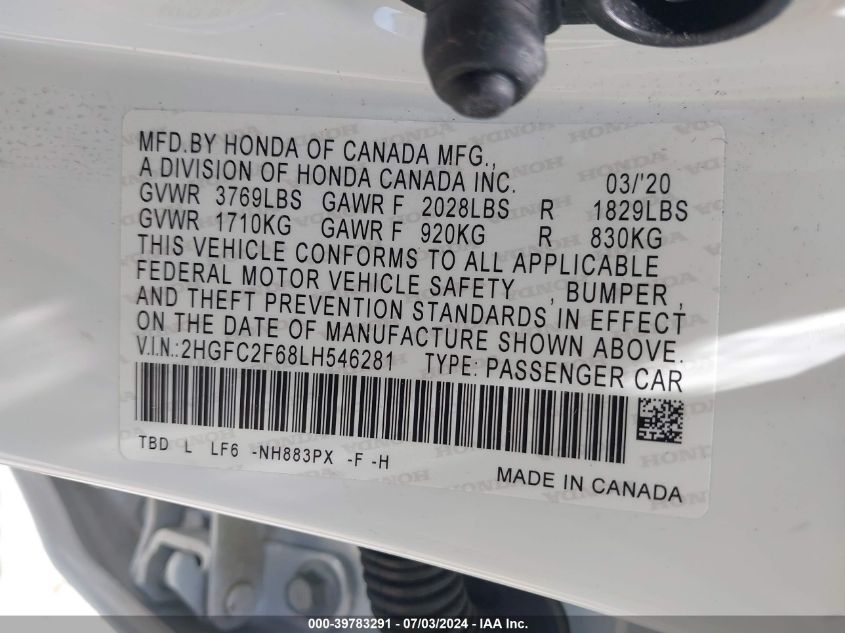 MFD.BY HONDA OF CANADA MFG.,
A DIVISION OF HONDA CANADA INC. 03/'20
GVWR 3769LBS GAWR F 2028LBS R 1829LBS
GVWR 1710KG GAWR F 920KG R 830KG
THIS VEHICLE CONFORMS TO ALL APPLICABLE
FEDERAL MOTOR VEHICLE SAFETY , BUMPER ,
AND THEFT PREVENTION STANDARDS IN EFFECT
ON THE DATE OF MANUFACTURE SHOWN ABOVE.
V.I.N.:2HGFC2F68LH546281 TYPE: PASSENGER CAR
TBD L LF6 -NH883PX -F -H
MADE IN CANADA
000-39783291 - 07/03/2024 - IAA Inc.